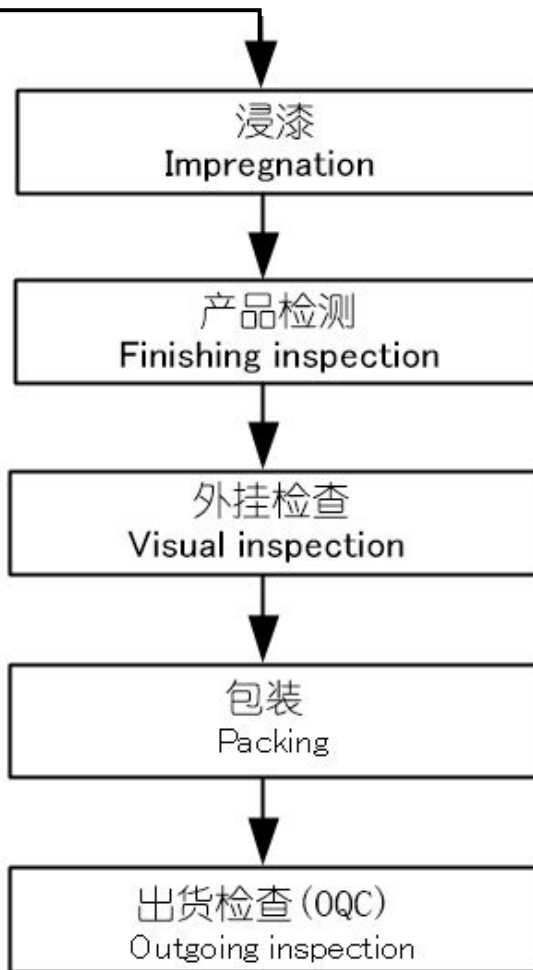 浸漆
Impregnation
产品检测
Finishing inspection
外挂检查
Visual inspection
包装
Packing
出货检查(OQC)
Outgoing inspection